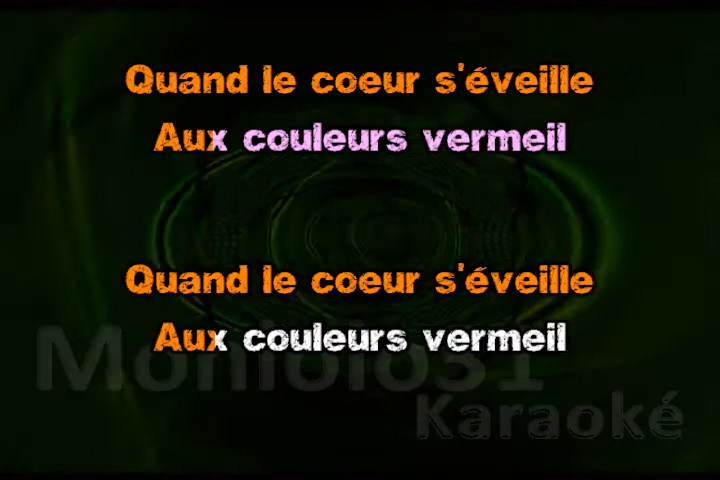 Quand le coeur s'éveille
Aux couleurs vermeil
Quand le coeur s'éveille
Aux couleurs vermeil
Karaoké